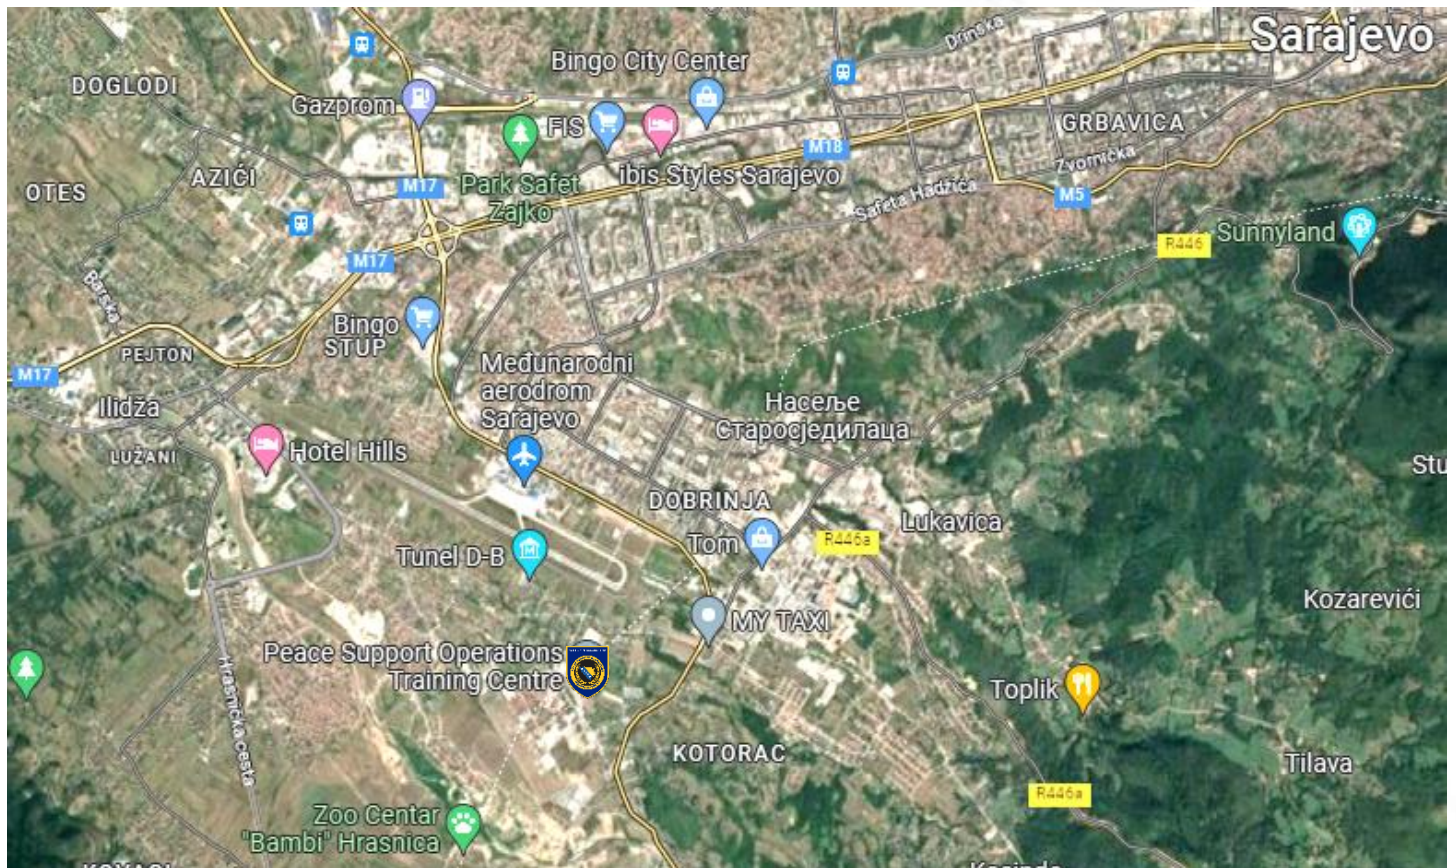 Sarajevo
Drinska
Bingo City Center
DOGLODI
Gazprom
FIS
GRBAVICA
M18
Zvornička
ibis Styles Sarajevo
AZIĆI
M17
Park Safet
Zajko
OTES
Safeta Hadžića
M5
Sunnyland
R446
M17
Barska
Bingo
STUP
PEJTON
M17
Međunarodni
aerodrom
Sarajevo
Ilidža
Насеље
Старосједилаца
Hotel Hills
LUŽANI
Stu
DOBRINJA
Lukavica
Tom
R446a
Tunel D-B
Kozarevići
MY TAXI
Peace Support Operations
Training Centre
Hrasnička cesta
Toplik
KOTORAC
Tilava
R446a
Zoo Centar
"Bambi" Hrasnica